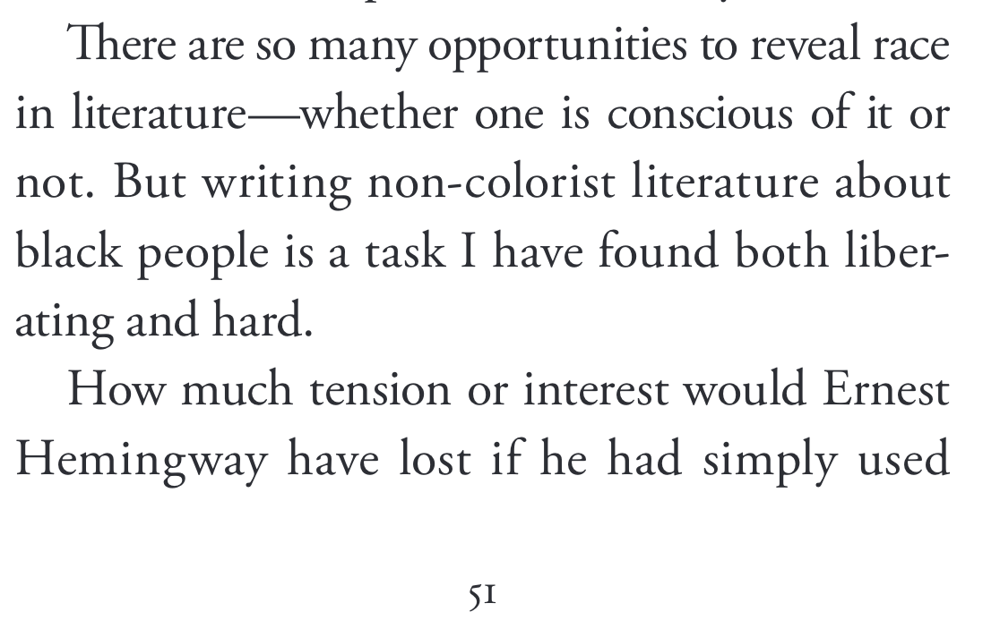 There are so many opportunities to reveal race
in literature—whether one is conscious of it or
not. But writing non-colorist literature about
black people is a task I have found both liber-
ating and hard.
How much tension or interest would Ernest
Hemingway have lost if he had simply used
51